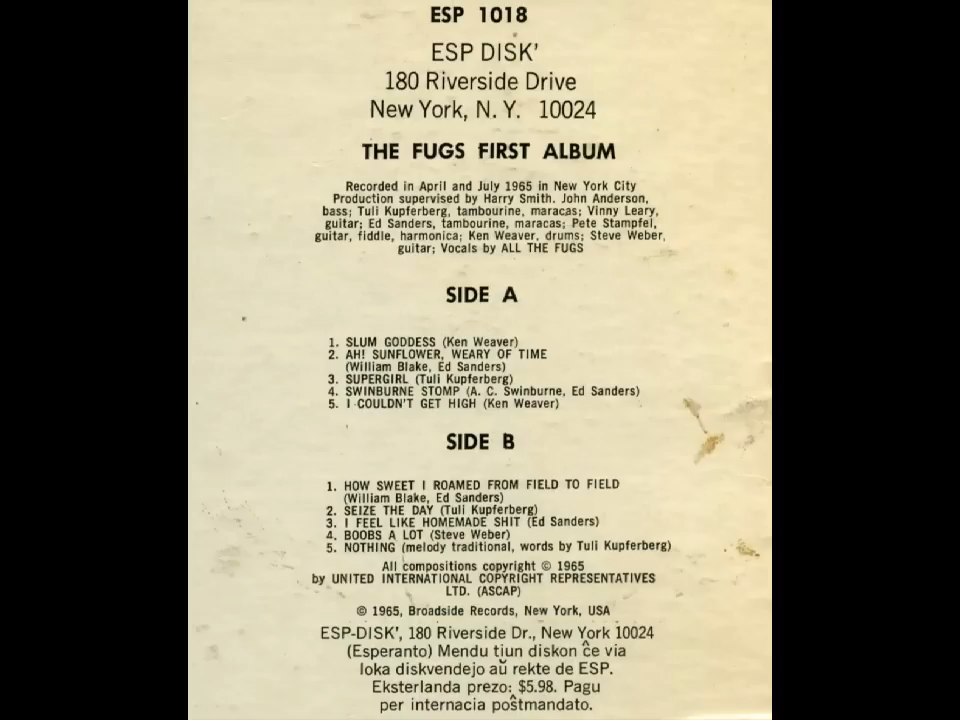 ESP 1018
ESP DISK'
180 Riverside Drive
New York, N. Y. 10024
THE FUGS FIRST ALBUM
Recorded in April and July 1965 in New York City
Production supervised by Harry Smith. John Anderson,
bass; Tuli Kupferberg, tambourine, maracas; Vinny Leary,
guitar; Ed Sanders, tambourine, maracas; Pete Stampfel,
guitar, fiddle, harmonica; Ken Weaver, drums; Steve Weber,
guitar; Vocals by ALL THE FUGS
SIDE A
1. SLUM GODDESS (Ken Weaver)
2. AH! SUNFLOWER, WEARY OF TIME
(William Blake, Ed Sanders)
3. SUPERGIRL (Tuli Kupferberg)
4. SWINBURNE STOMP (A. C. Swinburne, Ed Sanders)
5. I COULDN'T GET HIGH (Ken Weaver)
SIDE B
1. HOW SWEET I ROAMED FROM FIELD TO FIELD
(William Blake, Ed Sanders)
2. SEIZE THE DAY (Tuli Kupferberg)
3. I FEEL LIKE HOMEMADE SHIT (Ed Sanders)
4. BOOBS A LOT (Steve Weber)
5. NOTHING (melody traditional, words by Tuli Kupferberg)
All compositions copyright © 1965
by UNITED INTERNATIONAL COPYRIGHT REPRESENTATIVES
LTD. (ASCAP)
© 1965, Broadside Records, New York, USA
ESP-DISK', 180 Riverside Dr., New York 10024
(Esperanto) Mendu tiun diskon ĉe via
loka diskvendejo aŭ rekte de ESP.
Eksterlanda prezo: $5.98. Pagu
per internacia poŝtmandato.